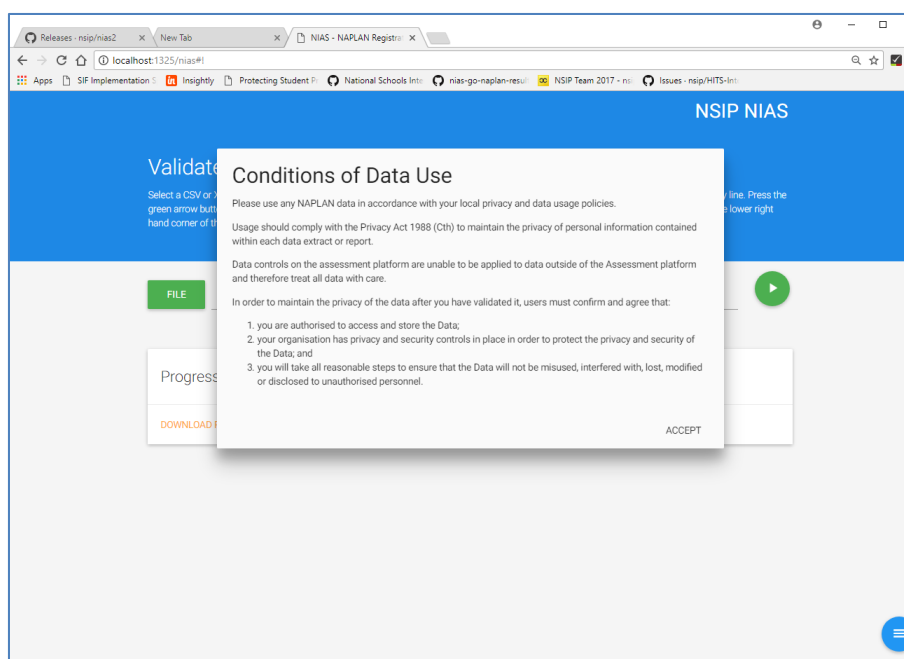 Releases · nsip/nias2
New Tab
NIAS - NAPLAN Registrat
localhost:1325/nias#!
Apps
SIF Implementation S
Insightly
Protecting Student Pr
National Schools Inte
nias-go-naplan-result
NSIP Team 2017 - nsi
Issues · nsip/HITS-Int
NSIP NIAS
Validate
Select a CSV or X
y line. Press the
green arrow butt
e lower right
hand corner of th
Conditions of Data Use
Please use any NAPLAN data in accordance with your local privacy and data usage policies.
Usage should comply with the Privacy Act 1988 (Cth) to maintain the privacy of personal information contained
within each data extract or report.
Data controls on the assessment platform are unable to be applied to data outside of the Assessment platform
and therefore treat all data with care.
In order to maintain the privacy of the data after you have validated it, users must confirm and agree that:
1. you are authorised to access and store the Data;
2. your organisation has privacy and security controls in place in order to protect the privacy and security of
the Data; and
3. you will take all reasonable steps to ensure that the Data will not be misused, interfered with, lost, modified
or disclosed to unauthorised personnel.
ACCEPT
FILE
Progress
DOWNLOAD R